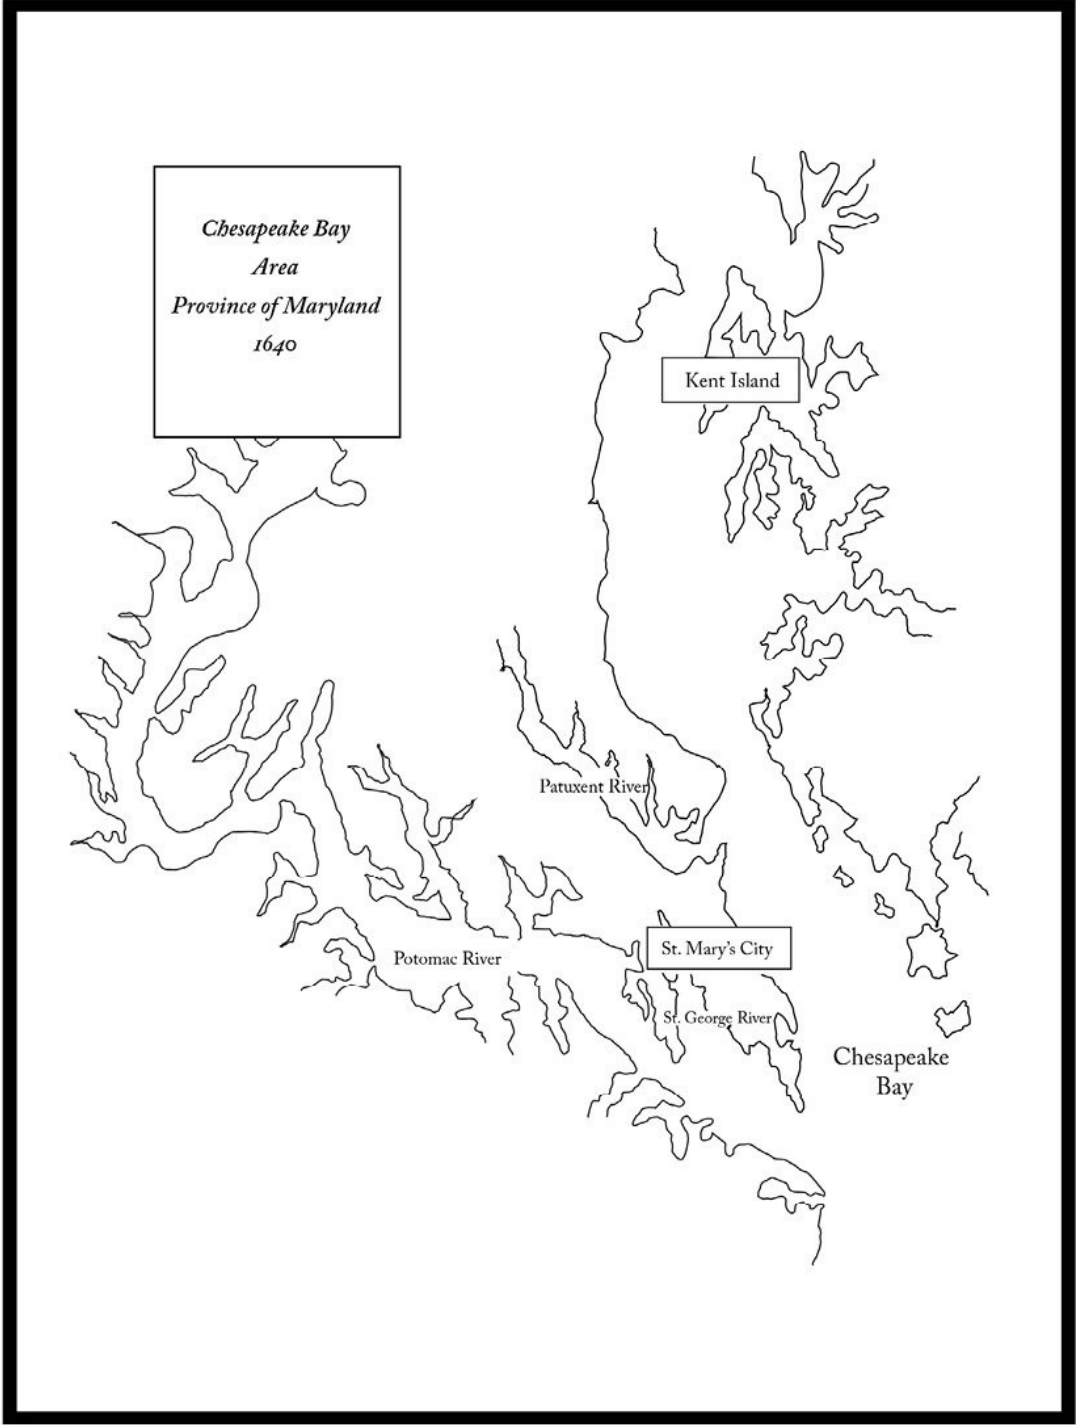 Chesapeake Bay
Area
Province of Maryland
1640
Kent Island
Patuxent River
St. Mary's City
Potomac River
St. George River
Chesapeake
Bay